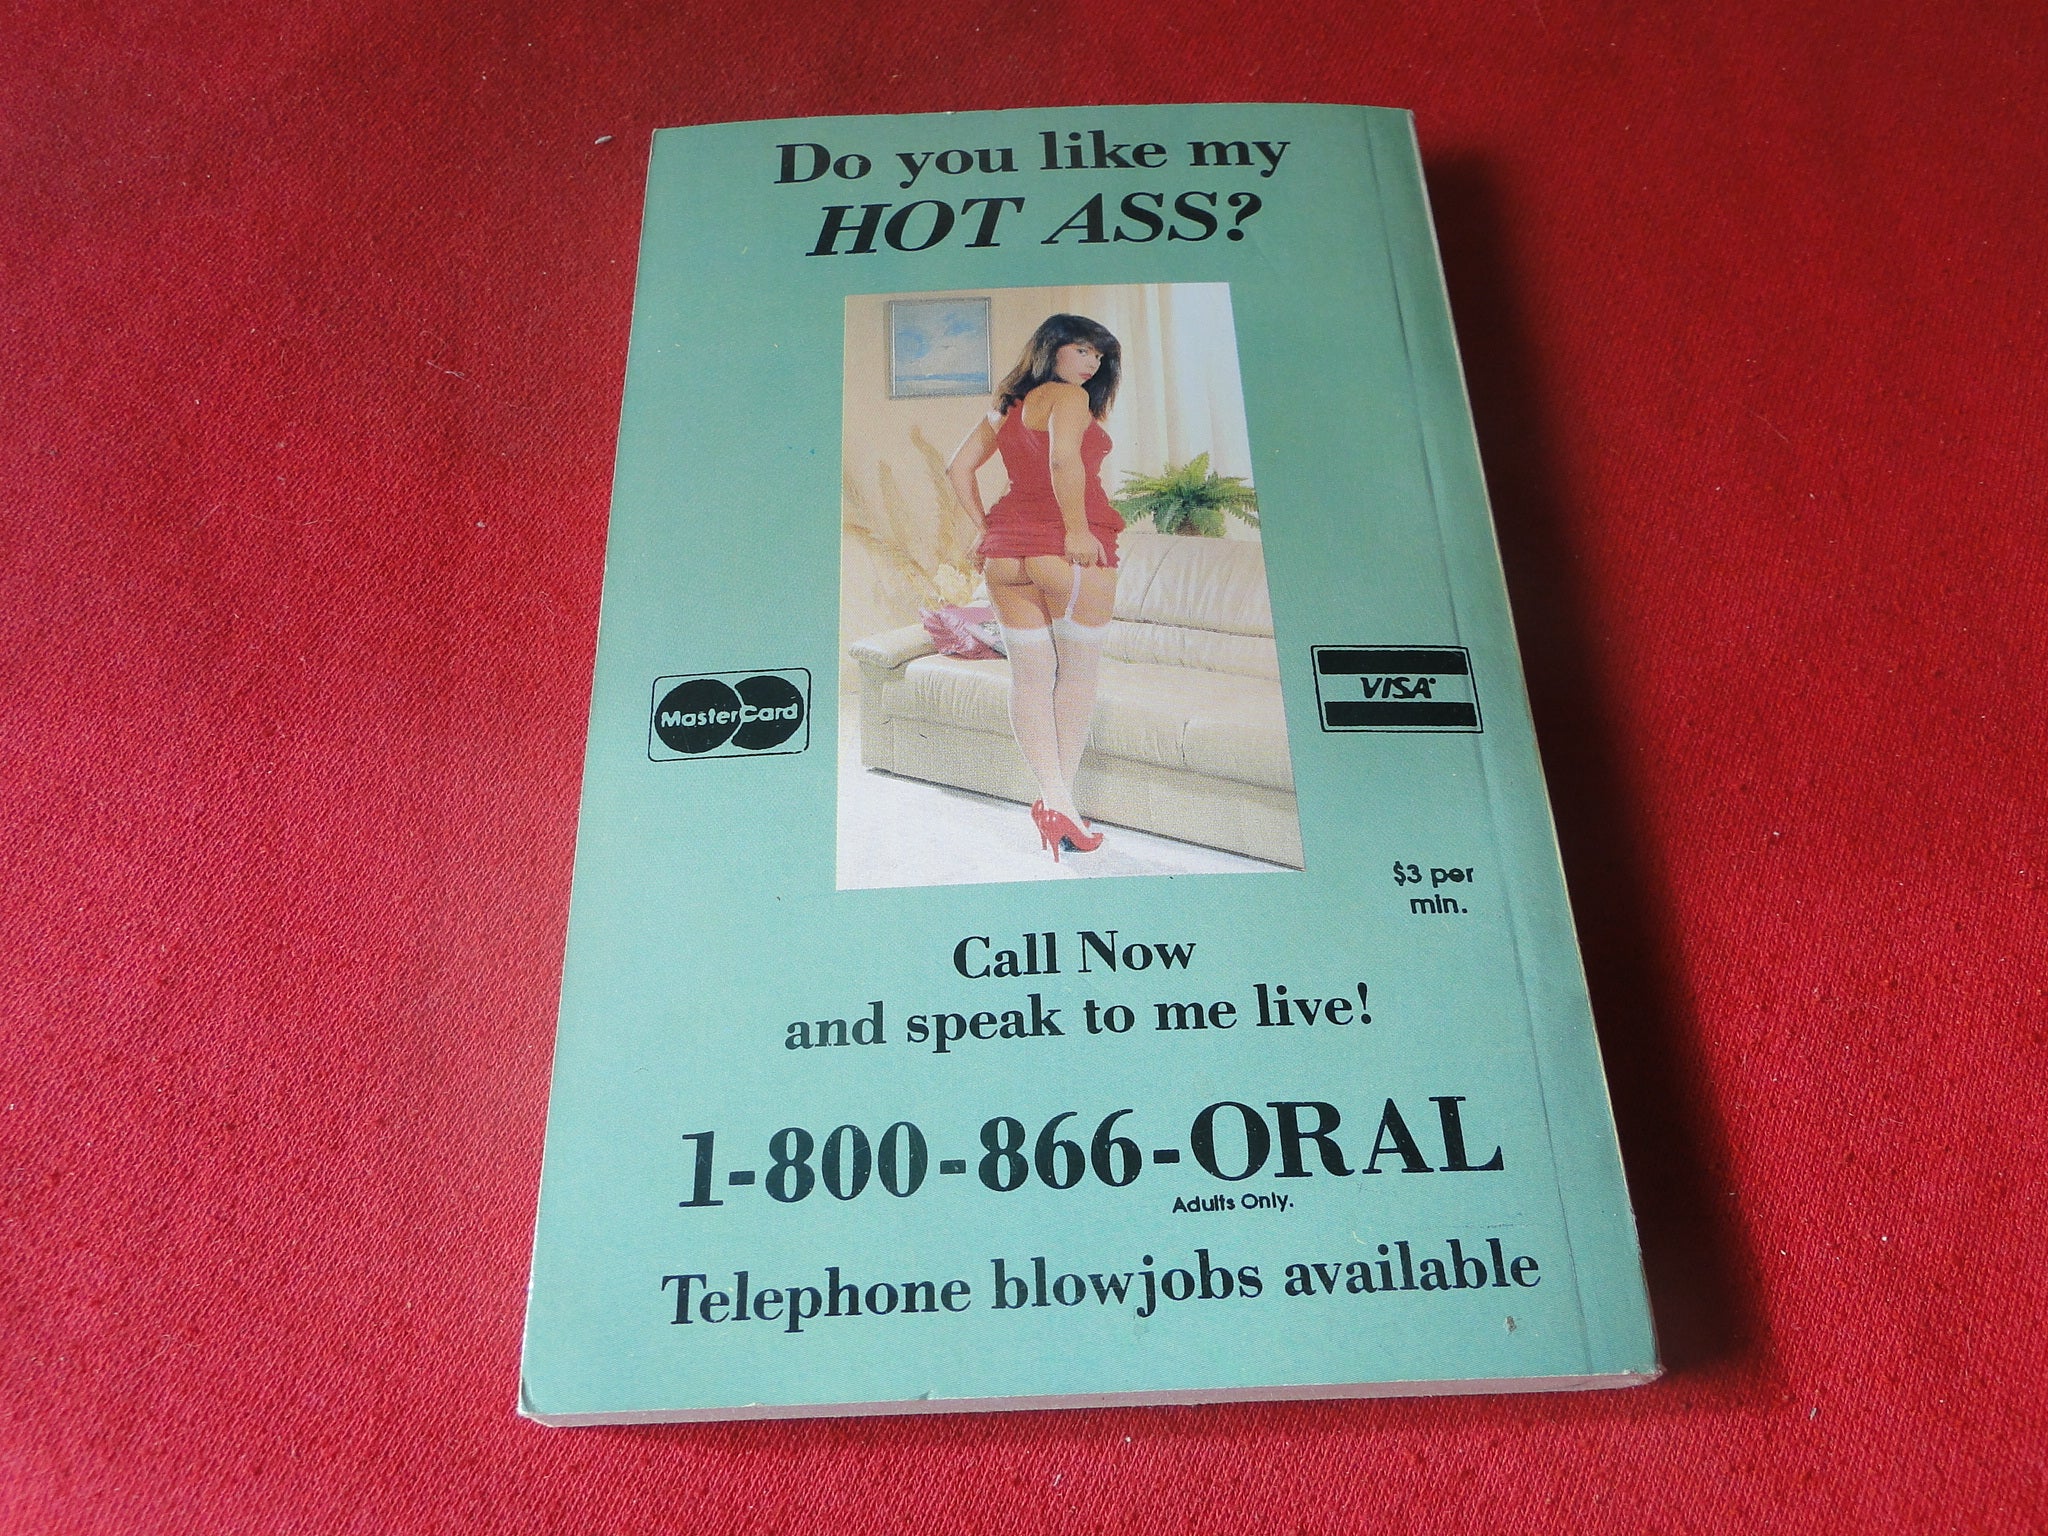 Do you like my
HOT ASS?
MasterCard
VISA
$3 per
min.
Call Now
and speak to me live!
1-800-866-ORAL
Adults Only.
Telephone blowjobs available